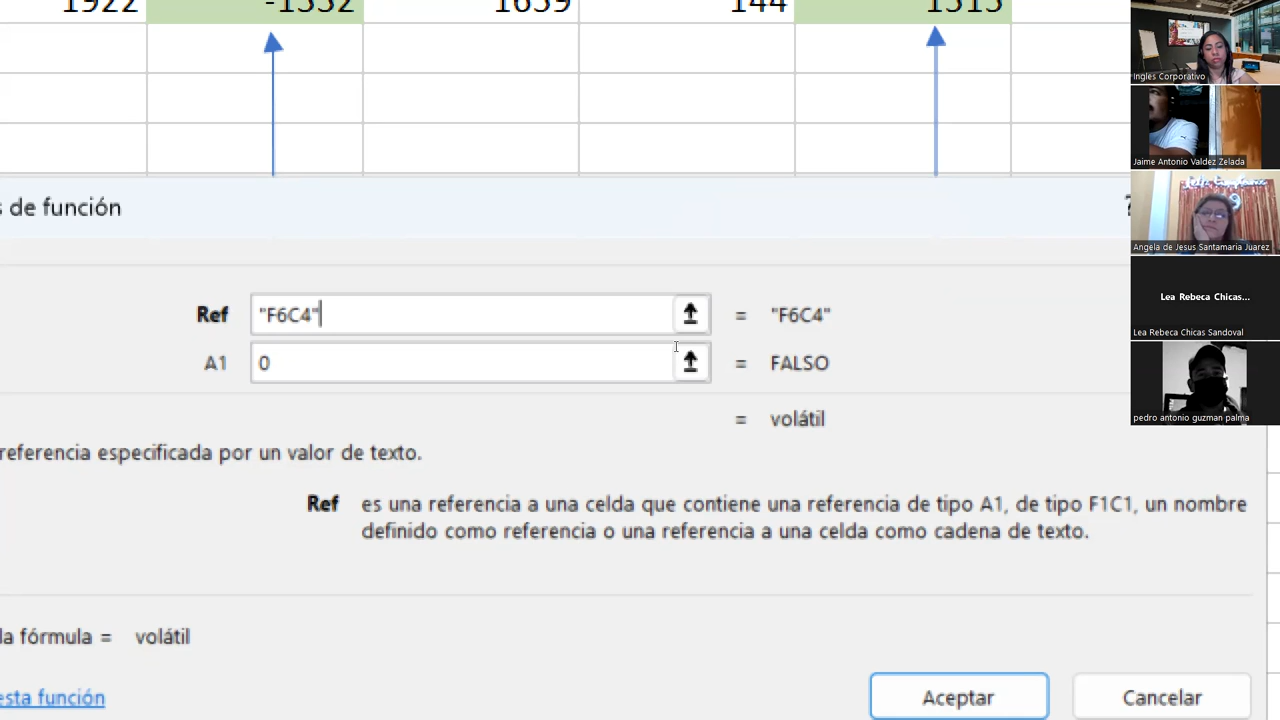 1922 -1532 1659 144 1515
s de función ?
Ref "F6C4" = "F6C4"
A1 0 = FALSO
= volátil
referencia especificada por un valor de texto.
Ref es una referencia a una celda que contiene una referencia de tipo A1, de tipo F1C1, un nombre
definido como referencia o una referencia a una celda como cadena de texto.
la fórmula = volátil
esta función
Aceptar Cancelar
Ingles Corporativo
Jaime Antonio Valdez Zelada
Angela de Jesus Santamaria Juarez
Lea Rebeca Chicas...
Lea Rebeca Chicas Sandoval
pedro antonio guzman palma